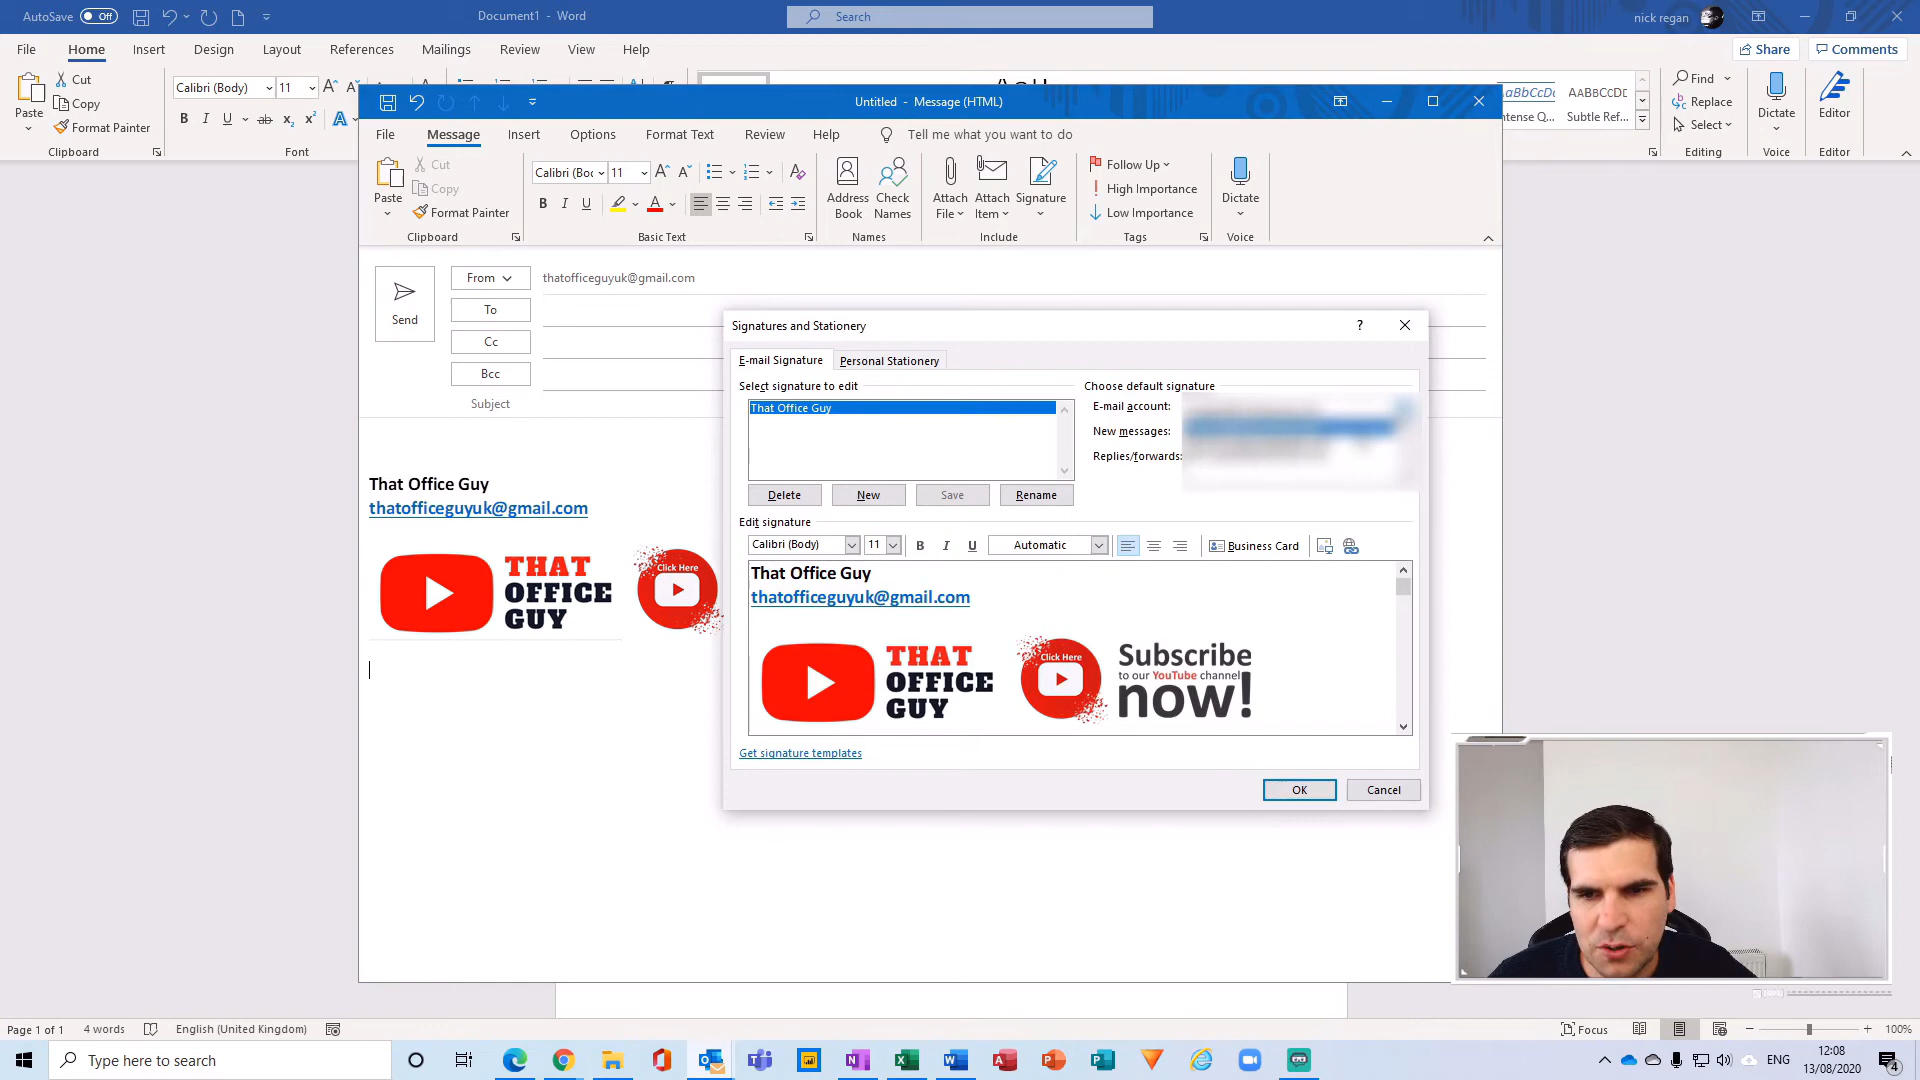 AutoSave Off
Document1 - Word
Search
nick regan
File Home Insert Design Layout References Mailings Review View Help
Share Comments
Paste
Cut
Copy
Format Painter
Clipboard
Calibri (Body) 11
Font
AaBbCcDc
Subtle Ref...
Find
Replace
Select
Editing
Dictate
Voice
Editor
Editor
Untitled - Message (HTML)
File Message Insert Options Format Text Review Help Tell me what you want to do
Paste
Cut
Copy
Format Painter
Clipboard
11
Basic Text
Address Book
Check Names
Names
Attach File
Attach Item
Signature
Include
Follow Up
High Importance
Low Importance
Tags
Dictate
Voice
Send
From thatofficeguyuk@gmail.com
To
Cc
Bcc
Subject
That Office Guy
thatofficeguyuk@gmail.com
THAT
OFFICE
GUY
Click Here
Signatures and Stationery
E-mail Signature Personal Stationery
Select signature to edit
That Office Guy
Delete New Save Rename
Choose default signature
E-mail account:
New messages:
Replies/forwards:
Edit signature
Calibri (Body) 11 B I U Automatic Business Card
That Office Guy
thatofficeguyuk@gmail.com
THAT
OFFICE
GUY
Click Here
Subscribe
to our YouTube channel
now!
Get signature templates
OK Cancel
Page 1 of 1 4 words English (United Kingdom)
Focus 100%
Type here to search
ENG
12:08
13/08/2020
4